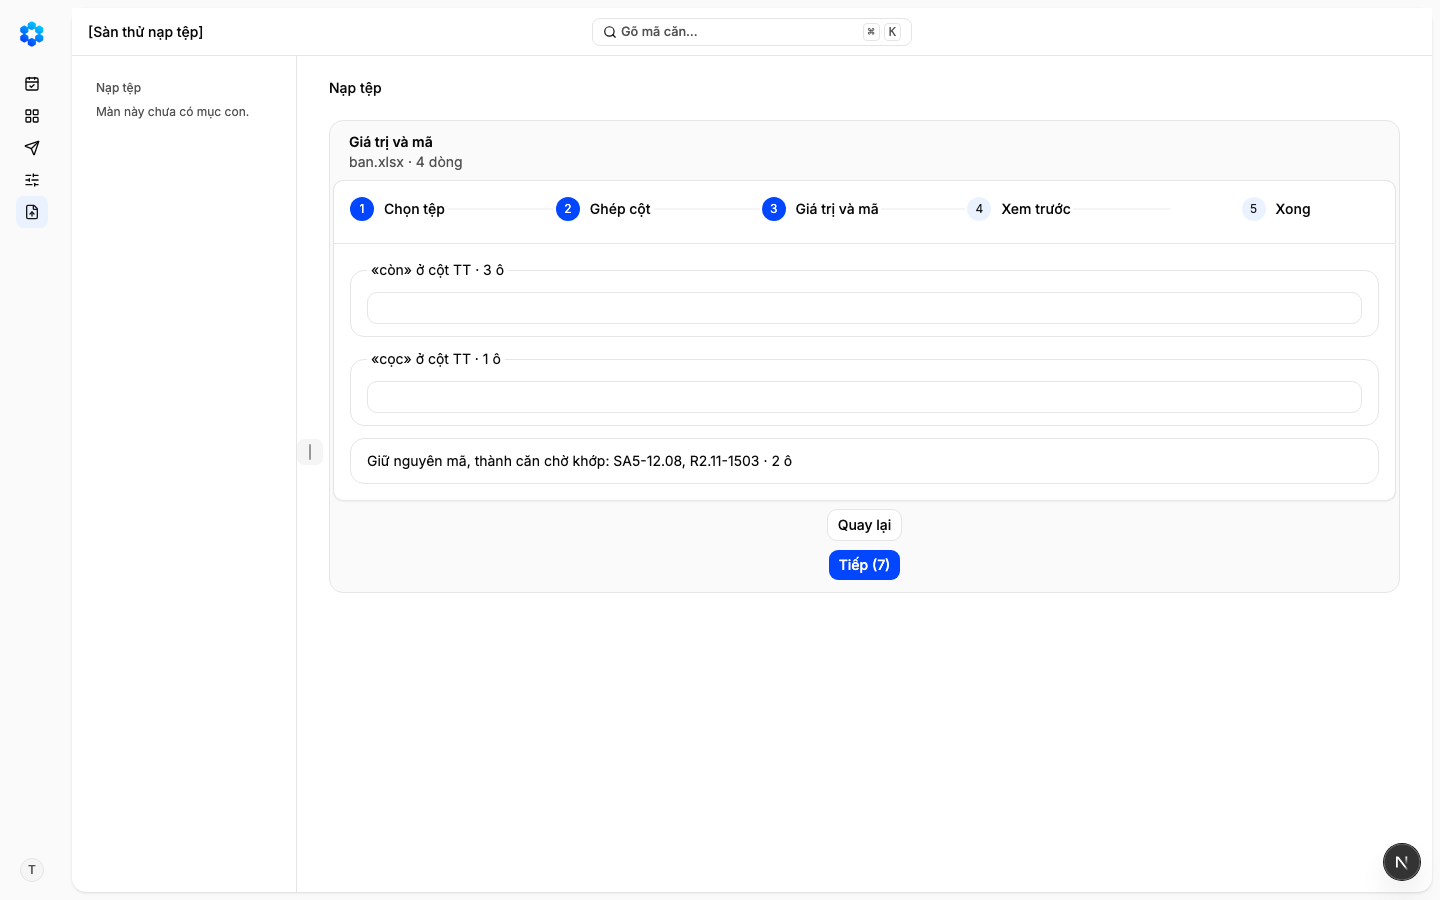 [Sàn thử nạp tệp]
Gõ mã căn...
⌘ K
Nạp tệp
Màn này chưa có mục con.
Nạp tệp
Giá trị và mã
ban.xlsx · 4 dòng
1 Chọn tệp
2 Ghép cột
3 Giá trị và mã
4 Xem trước
5 Xong
«còn» ở cột TT · 3 ô
«cọc» ở cột TT · 1 ô
Giữ nguyên mã, thành căn chờ khớp: SA5-12.08, R2.11-1503 · 2 ô
Quay lại
Tiếp (7)
T
N